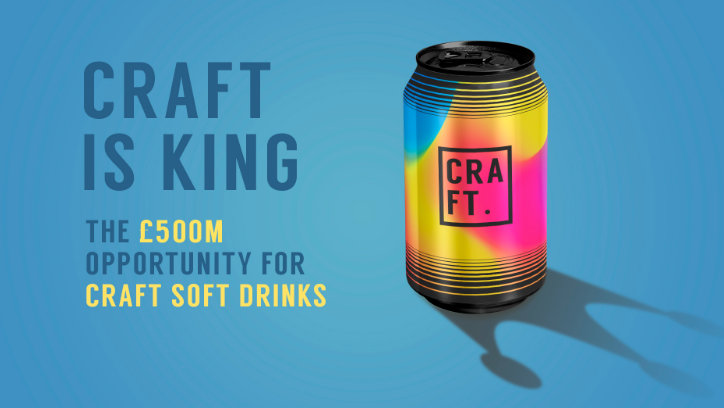 CRAFT
IS KING
THE £500M
OPPORTUNITY FOR
CRAFT SOFT DRINKS
CRA
FT.